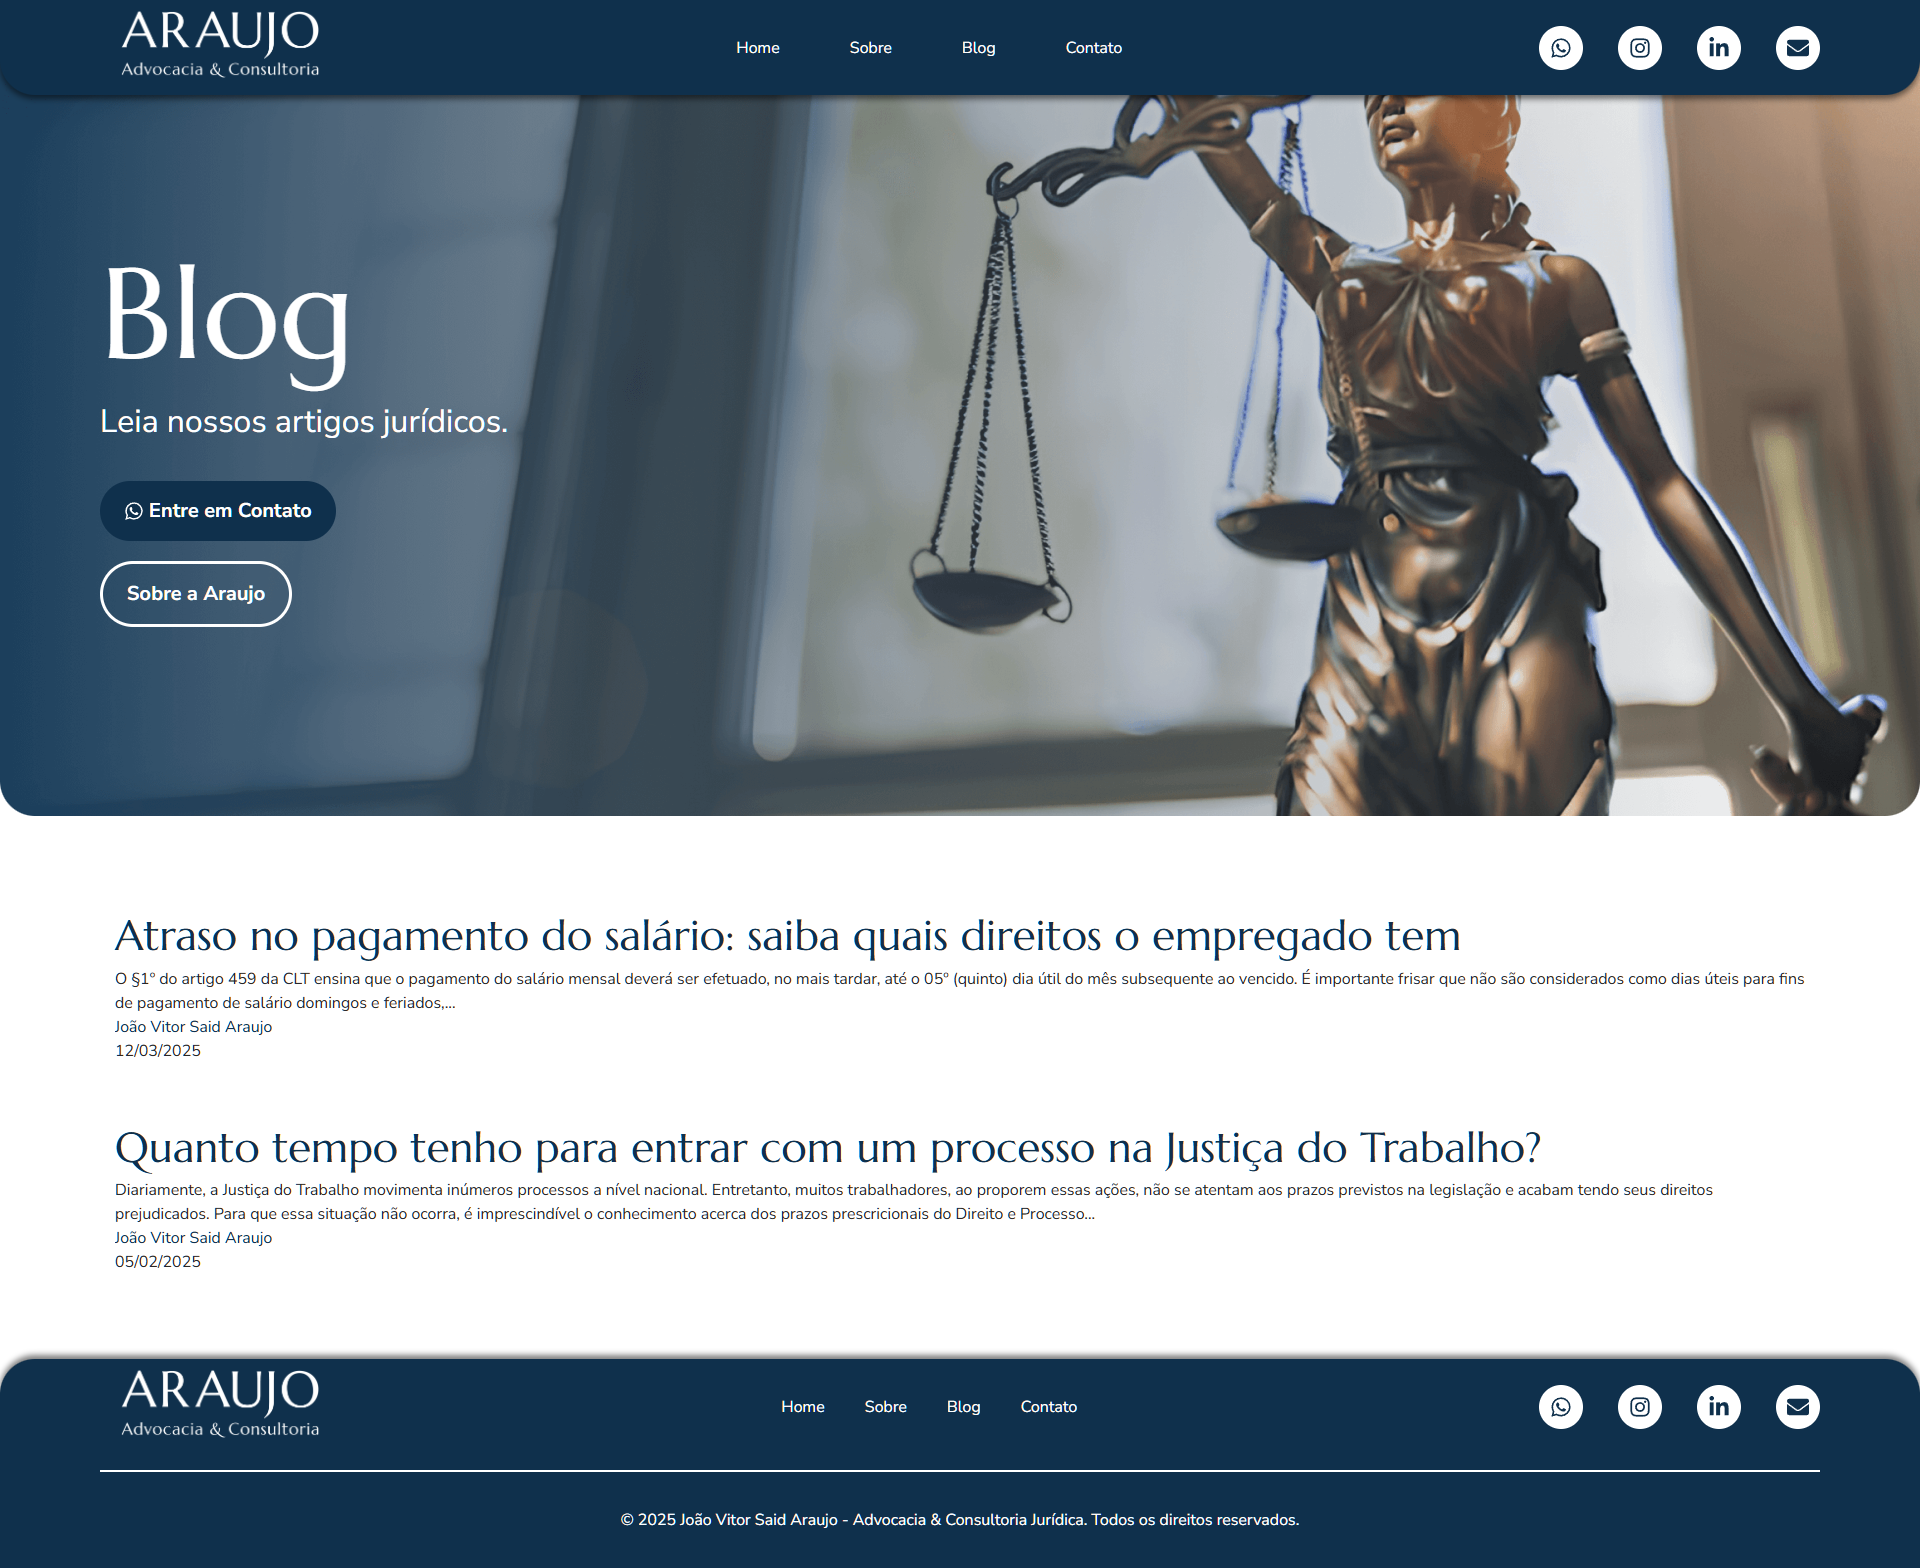 ARAUJO
Advocacia & Consultoria
Home
Sobre
Blog
Contato
Blog
Leia nossos artigos jurídicos.
Entre em Contato
Sobre a Araujo
Atraso no pagamento do salário: saiba quais direitos o empregado tem
O §1º do artigo 459 da CLT ensina que o pagamento do salário mensal deverá ser efetuado, no mais tardar, até o 05º (quinto) dia útil do mês subsequente ao vencido. É importante frisar que não são considerados como dias úteis para fins
de pagamento de salário domingos e feriados,...
João Vitor Said Araujo
12/03/2025
Quanto tempo tenho para entrar com um processo na Justiça do Trabalho?
Diariamente, a Justiça do Trabalho movimenta inúmeros processos a nível nacional. Entretanto, muitos trabalhadores, ao proporem essas ações, não se atentam aos prazos previstos na legislação e acabam tendo seus direitos
prejudicados. Para que essa situação não ocorra, é imprescindível o conhecimento acerca dos prazos prescricionais do Direito e Processo...
João Vitor Said Araujo
05/02/2025
ARAUJO
Advocacia & Consultoria
Home
Sobre
Blog
Contato
© 2025 João Vitor Said Araujo - Advocacia & Consultoria Jurídica. Todos os direitos reservados.